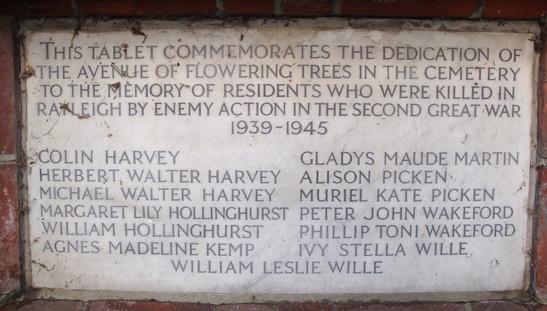 THIS TABLET COMMEMORATES THE DEDICATION OF
THE AVENUE OF FLOWERING TREES IN THE CEMETERY
TO THE MEMORY OF RESIDENTS WHO WERE KILLED IN
RAYLEIGH BY ENEMY ACTION IN THE SECOND GREAT WAR
1939-1945
COLIN HARVEY
HERBERT WALTER HARVEY
MICHAEL WALTER HARVEY
MARGARET LILY HOLLINGHURST
WILLIAM HOLLINGHURST
AGNES MADELINE KEMP
GLADYS MAUDE MARTIN
ALISON PICKEN
MURIEL KATE PICKEN
PETER JOHN WAKEFORD
PHILLIP TONI WAKEFORD
IVY STELLA WILLE
WILLIAM LESLIE WILLE